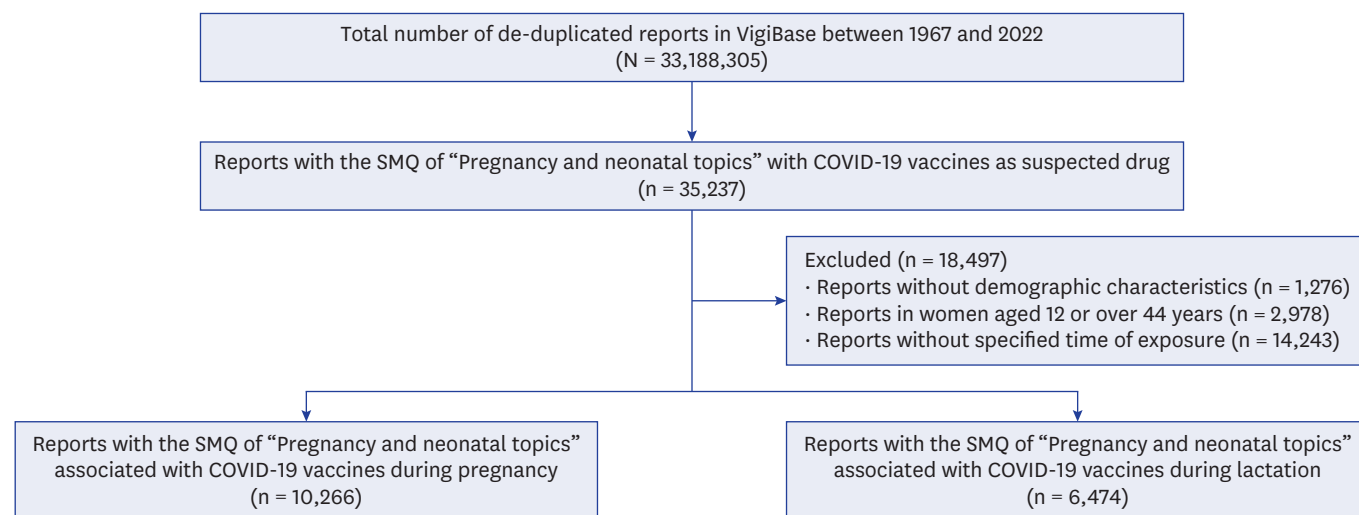 Total number of de-duplicated reports in VigiBase between 1967 and 2022
(N = 33,188,305)
Reports with the SMQ of “Pregnancy and neonatal topics” with COVID-19 vaccines as suspected drug
(n = 35,237)
Excluded (n = 18,497)
· Reports without demographic characteristics (n = 1,276)
· Reports in women aged 12 or over 44 years (n = 2,978)
· Reports without specified time of exposure (n = 14,243)
Reports with the SMQ of “Pregnancy and neonatal topics”
associated with COVID-19 vaccines during pregnancy
(n = 10,266)
Reports with the SMQ of “Pregnancy and neonatal topics”
associated with COVID-19 vaccines during lactation
(n = 6,474)